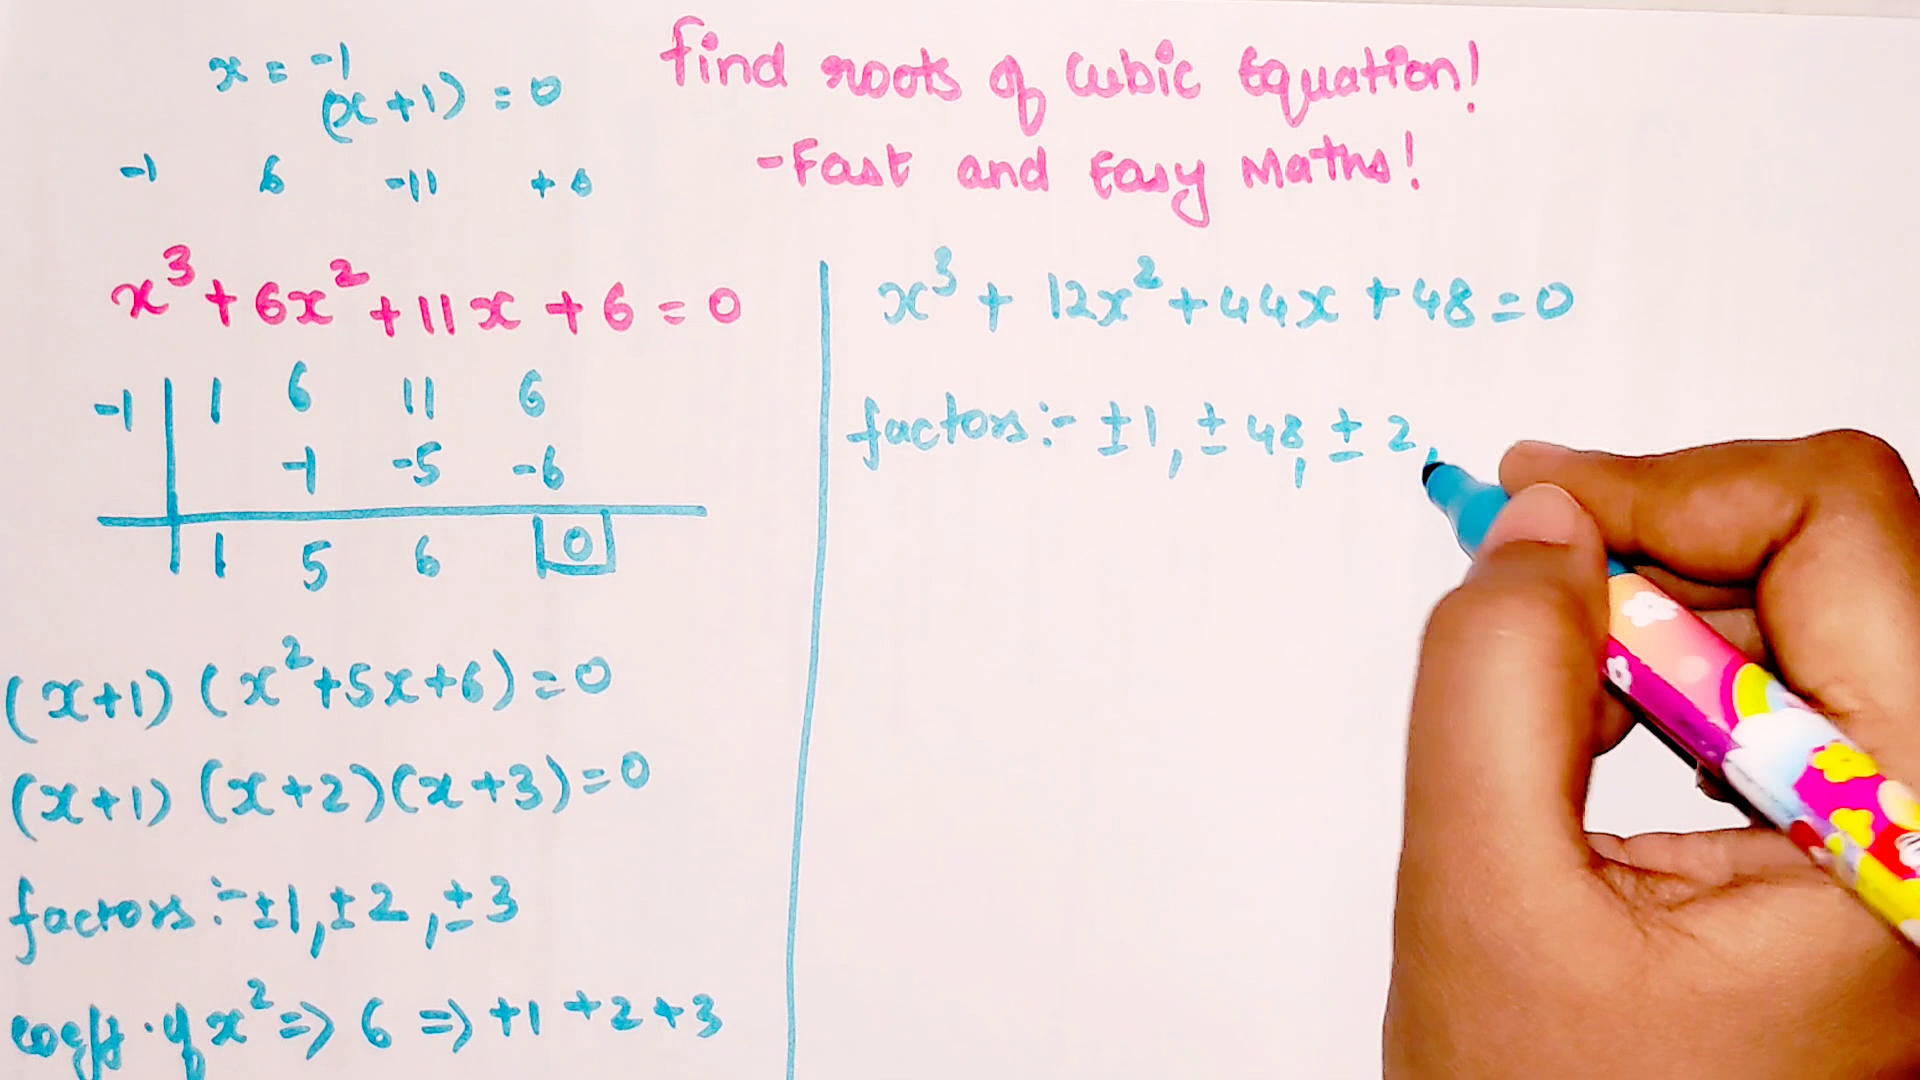 find roots of cubic Equation!
-Fast and Easy Maths!
x = -1
(x+1) = 0
-1 6 -11 +6
x³+6x²+11x+6=0
-1 | 1 6 11 6
-1 -5 -6
1 5 6 0
(x+1) (x²+5x+6)=0
(x+1) (x+2)(x+3)=0
factors:- ±1, ±2, ±3
coeff. of x² => 6 => +1 +2 +3
x³ + 12x²+44x+48=0
factors:- ±1, ±48, ±2,